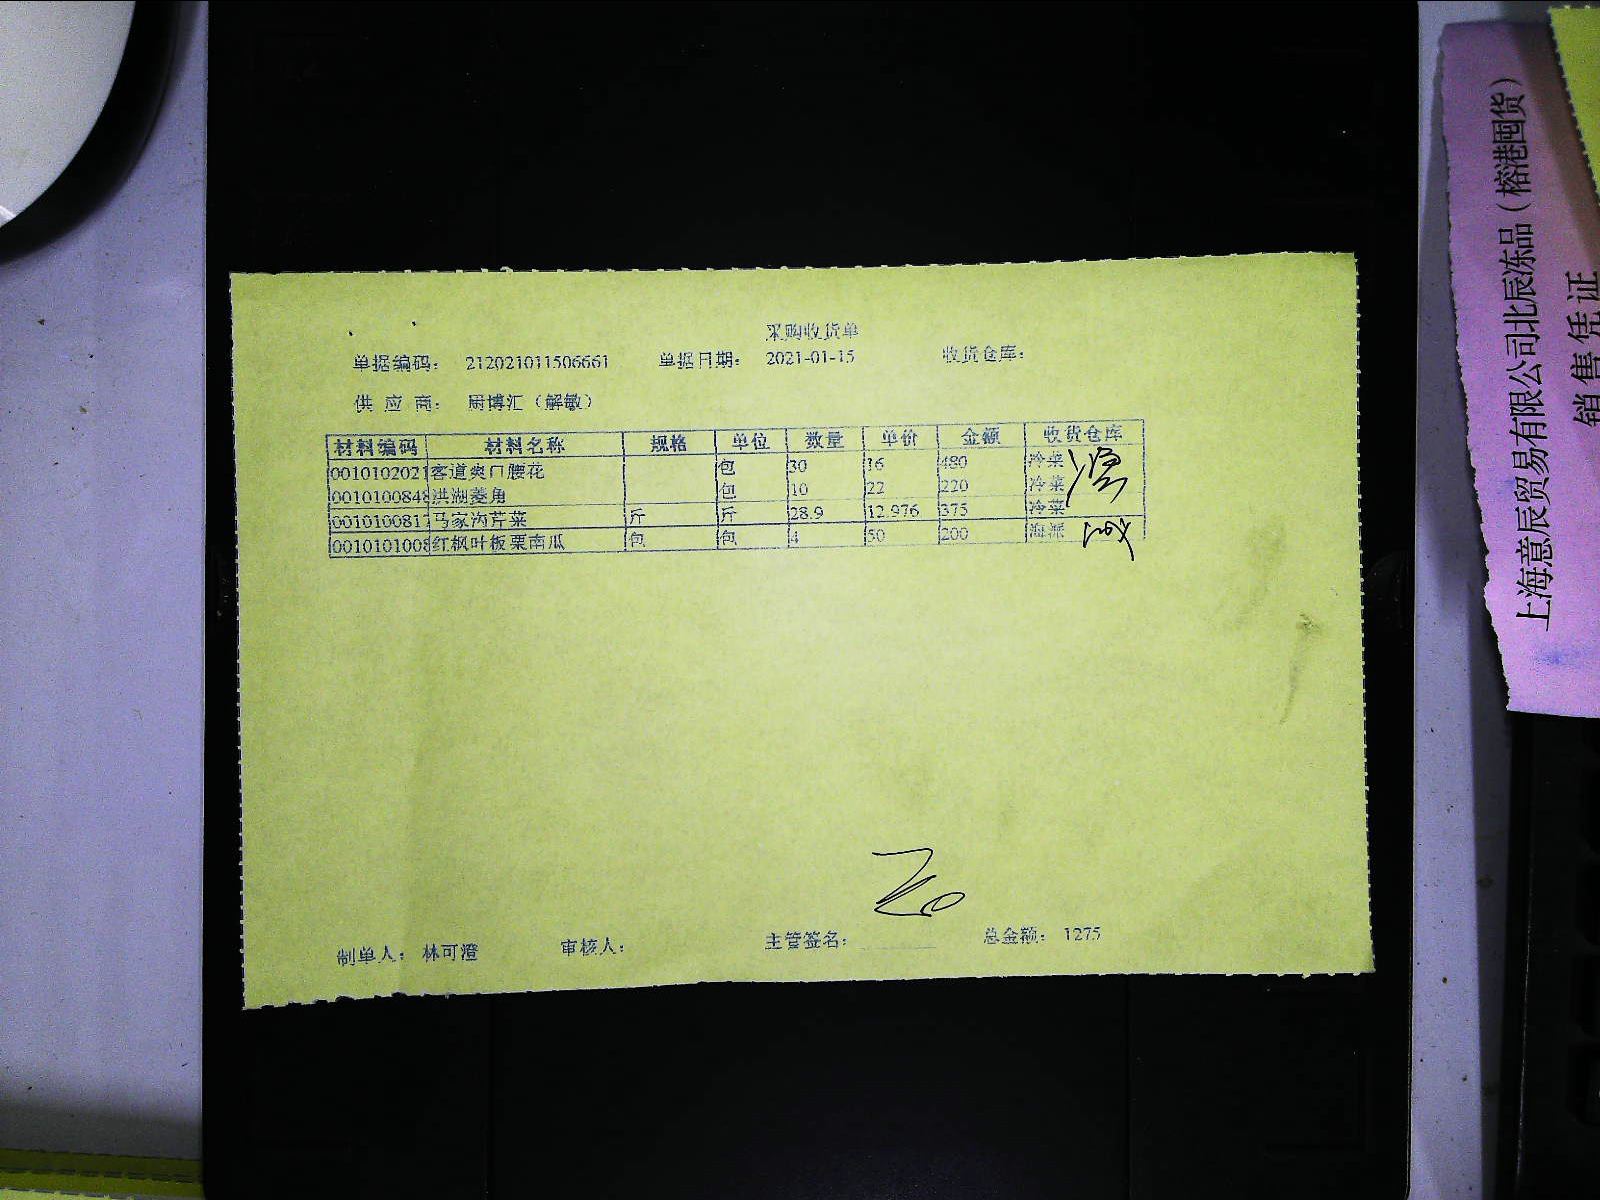 采购收货单
单据编码： 212021011506661 单据日期： 2021-01-15 收货仓库：
供 应 商： 周博汇（解敏）
材料编码 材料名称 规格 单位 数量 单价 金额 收货仓库
0010102021 客道爽口腰花 包 30 16 480 冷菜
0010100848 洪湖菱角 包 10 22 220 冷菜
0010100817 马家沟芹菜 斤 斤 28.9 12.976 375 冷菜
0010101008 红枫叶板栗南瓜 包 包 4 50 200 海派
制单人： 林可澄 审核人： 主管签名： 总金额： 1275
上海意辰贸易有限公司北辰冻品（榕港囤货）
销售凭证